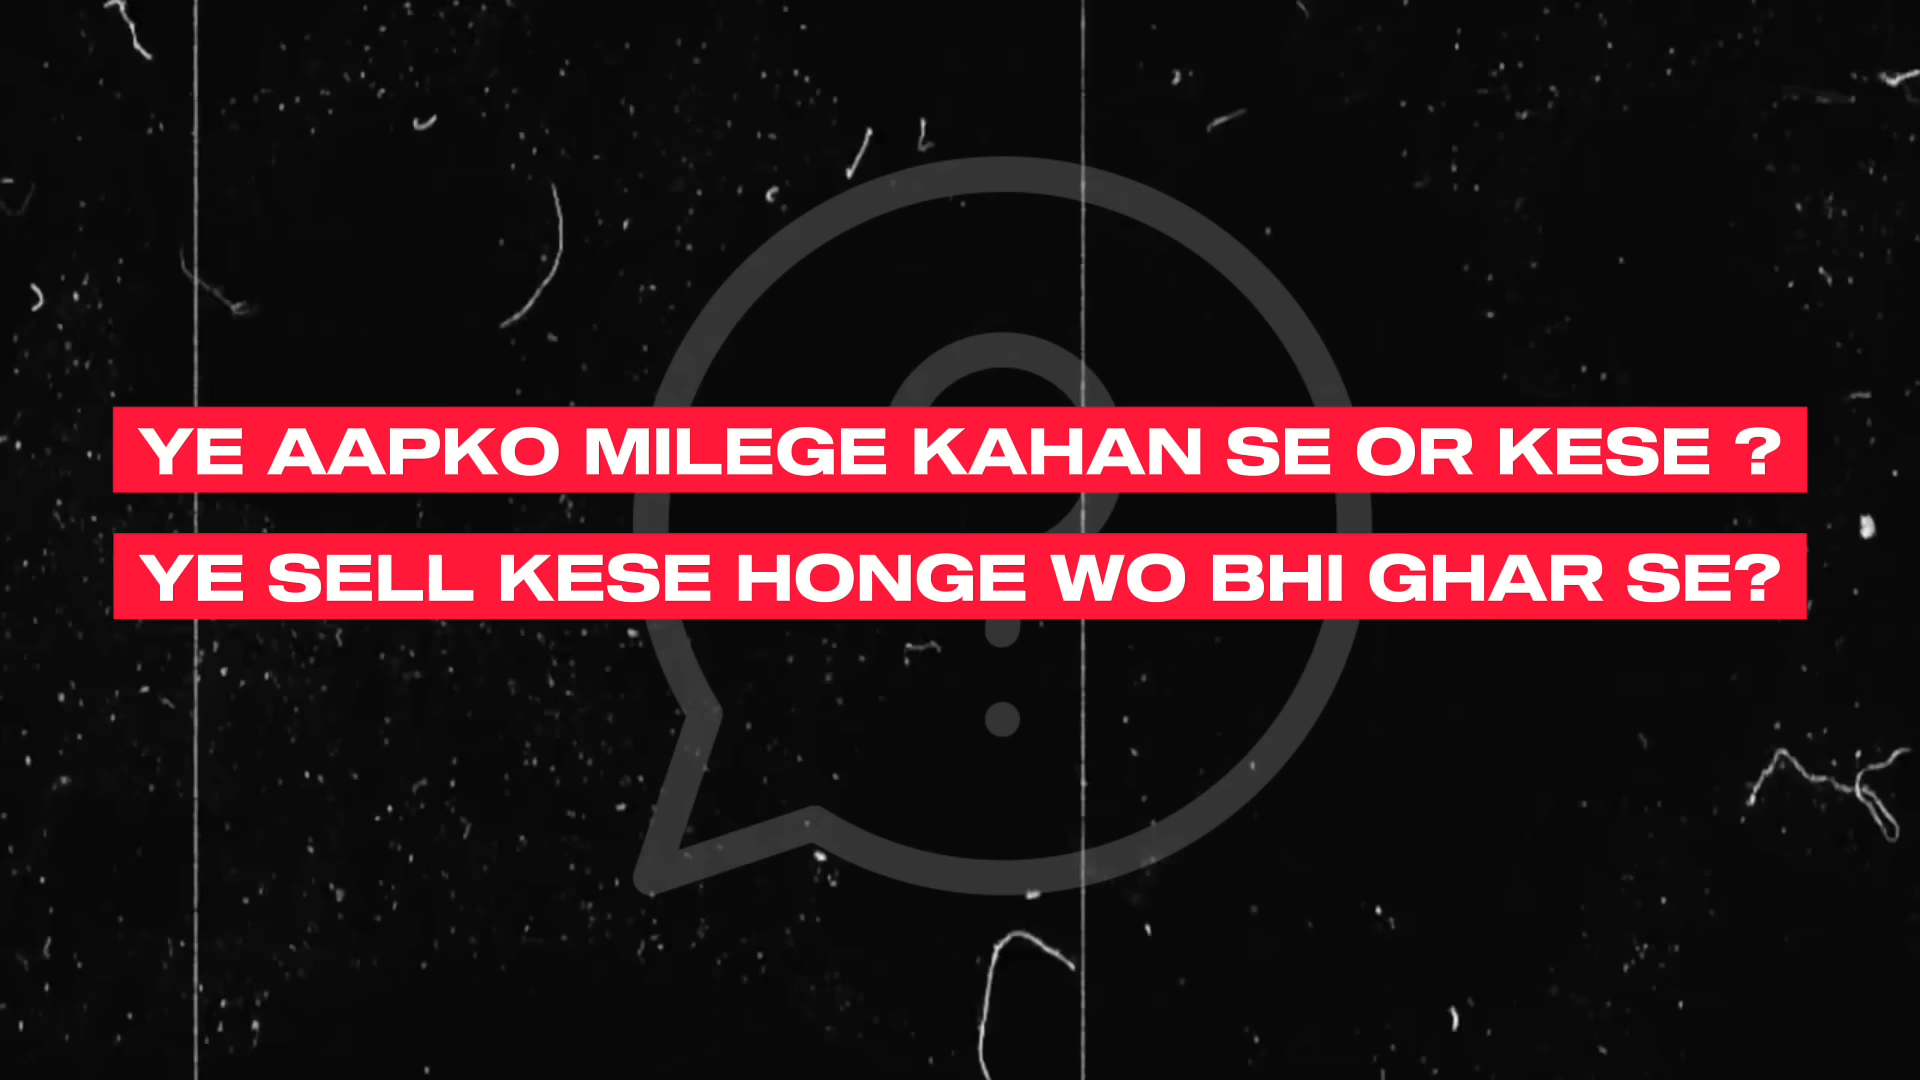 YE AAPKO MILEGE KAHAN SE OR KESE ?
YE SELL KESE HONGE WO BHI GHAR SE?